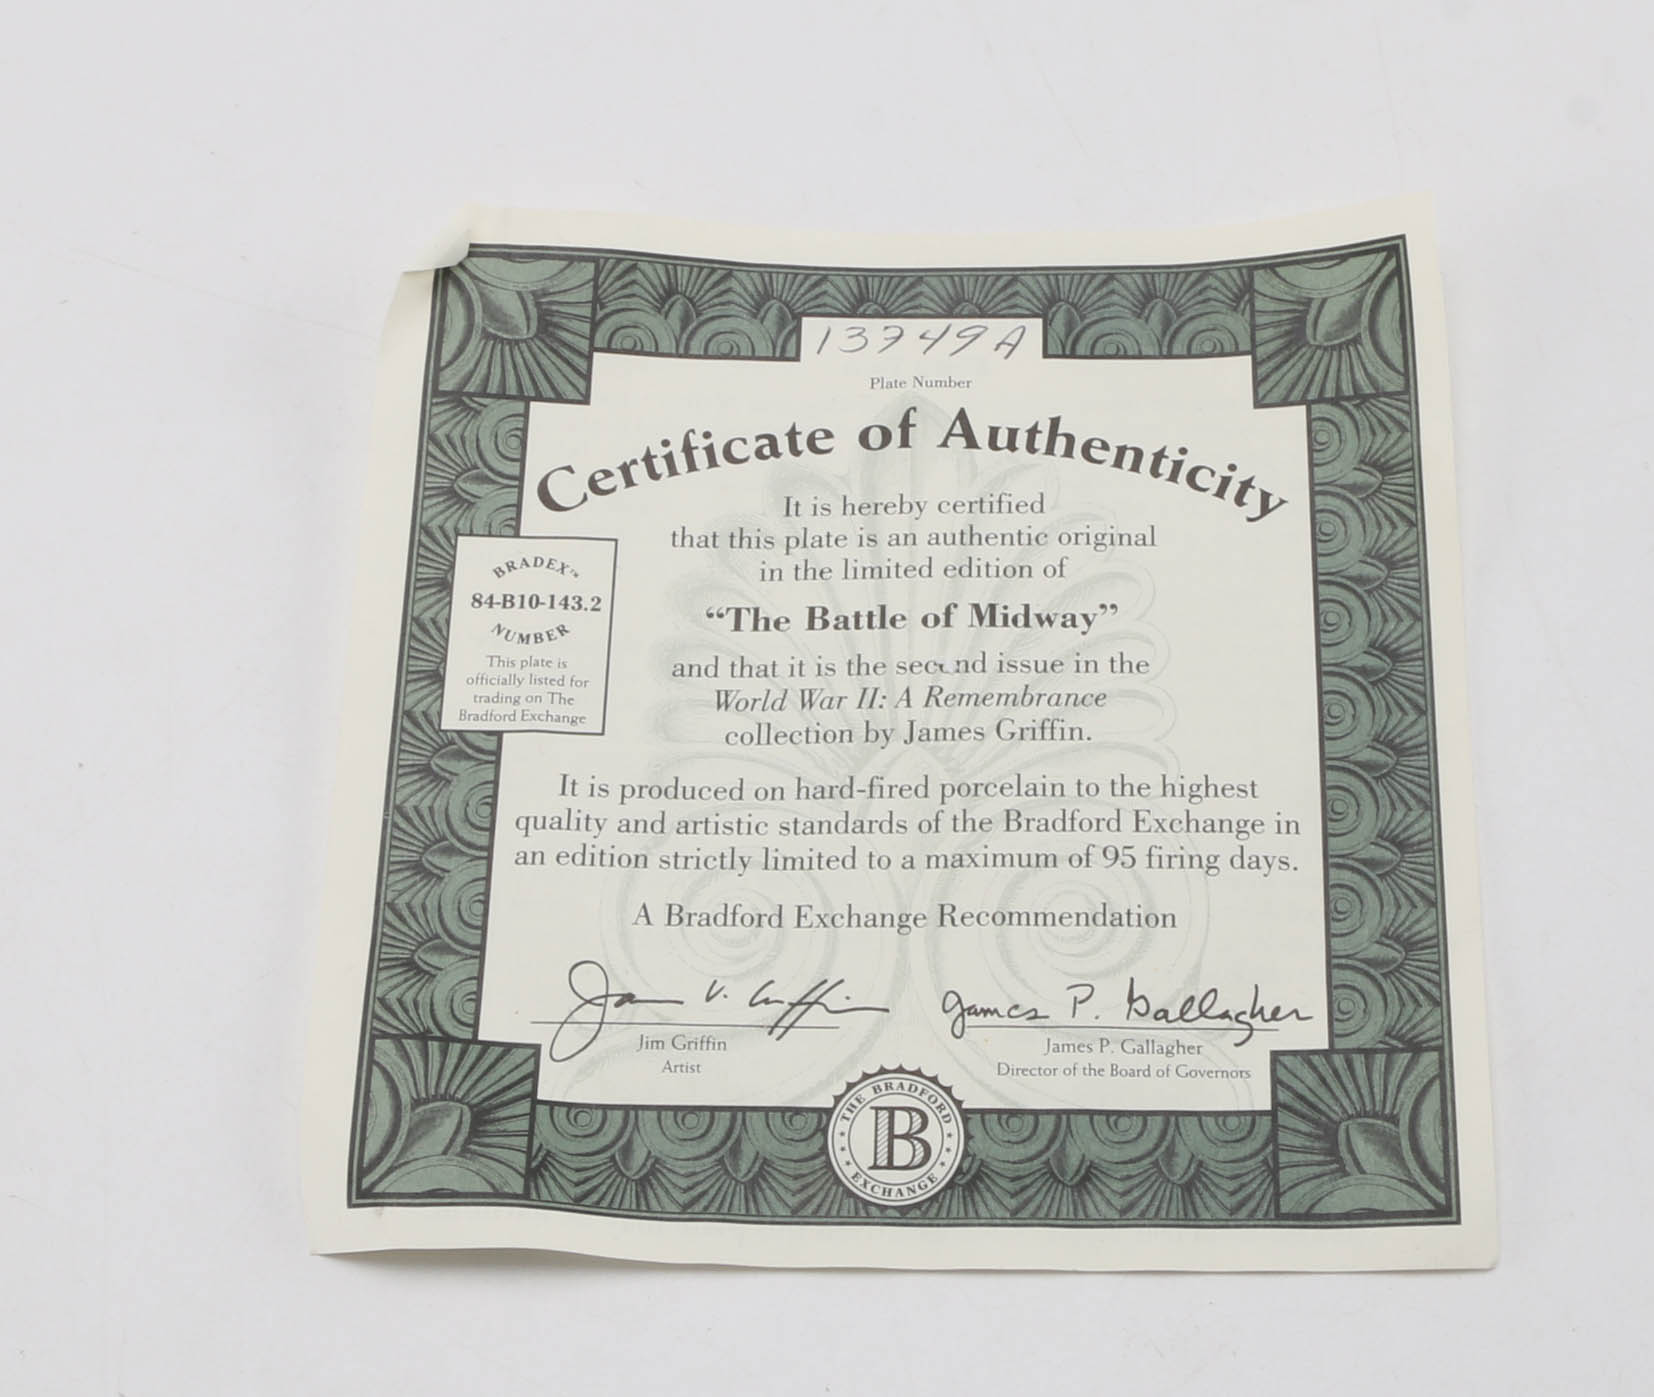 13749A
Plate Number
Certificate of Authenticity
It is hereby certified
that this plate is an authentic original
in the limited edition of
“The Battle of Midway”
and that it is the second issue in the
World War II: A Remembrance
collection by James Griffin.
It is produced on hard-fired porcelain to the highest
quality and artistic standards of the Bradford Exchange in
an edition strictly limited to a maximum of 95 firing days.
A Bradford Exchange Recommendation
BRADEX™
84-B10-143.2
NUMBER
This plate is
officially listed for
trading on The
Bradford Exchange
James P. Gallagher
Jim Griffin
Artist
James P. Gallagher
Director of the Board of Governors
THE BRADFORD
B
EXCHANGE